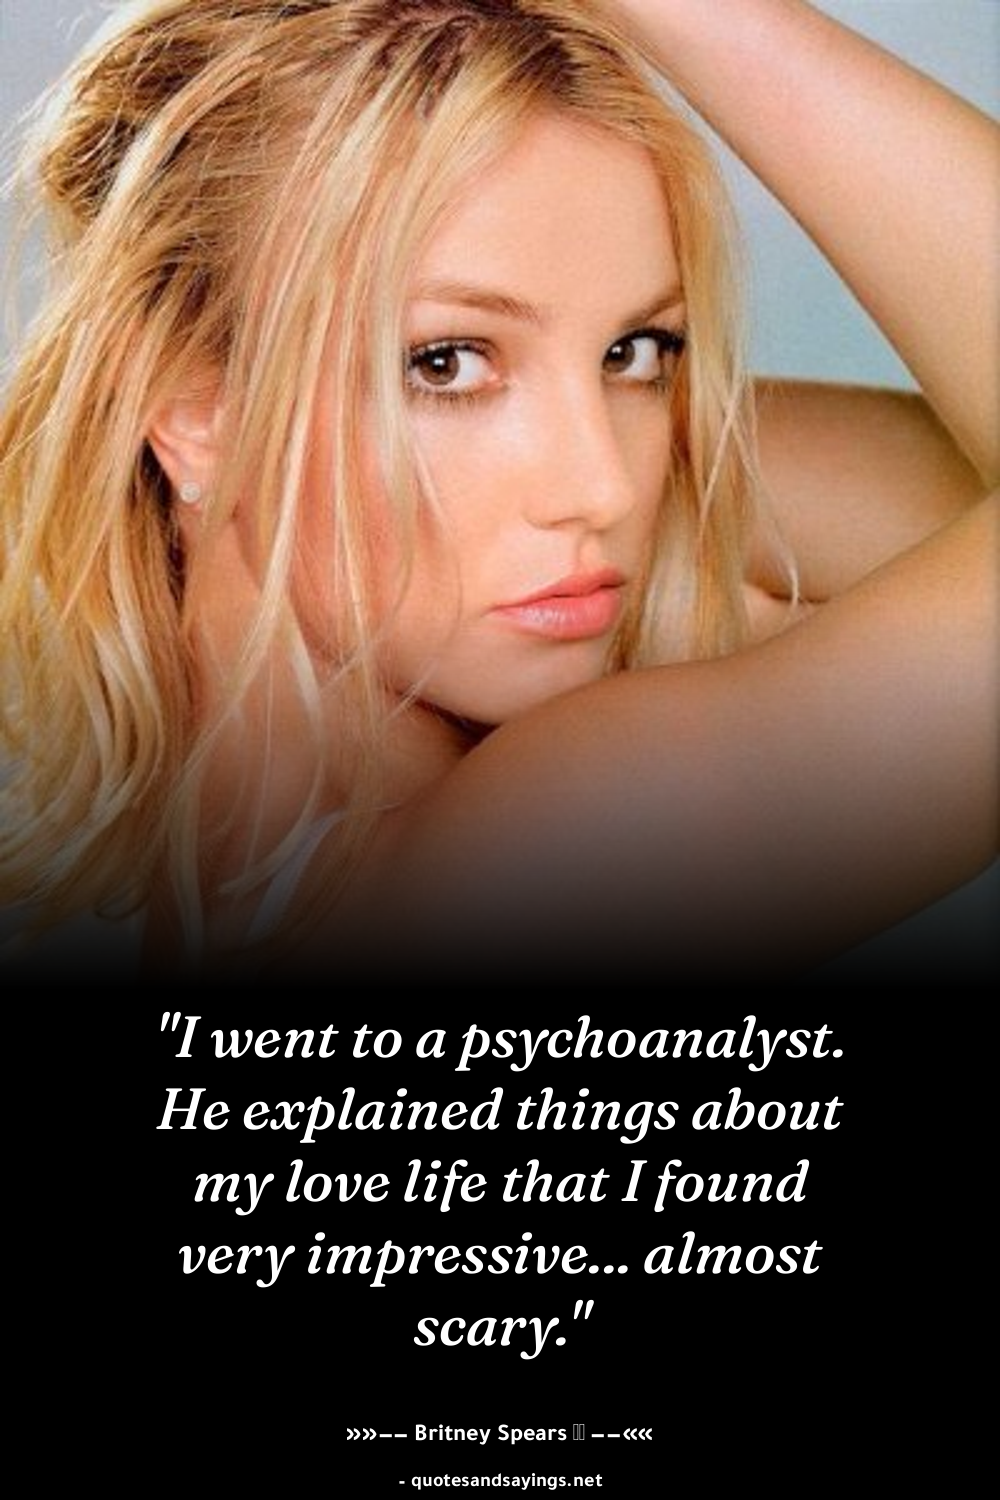 "I went to a psychoanalyst.
He explained things about
my love life that I found
very impressive... almost
scary."
»»–– Britney Spears ––««
- quotesandsayings.net